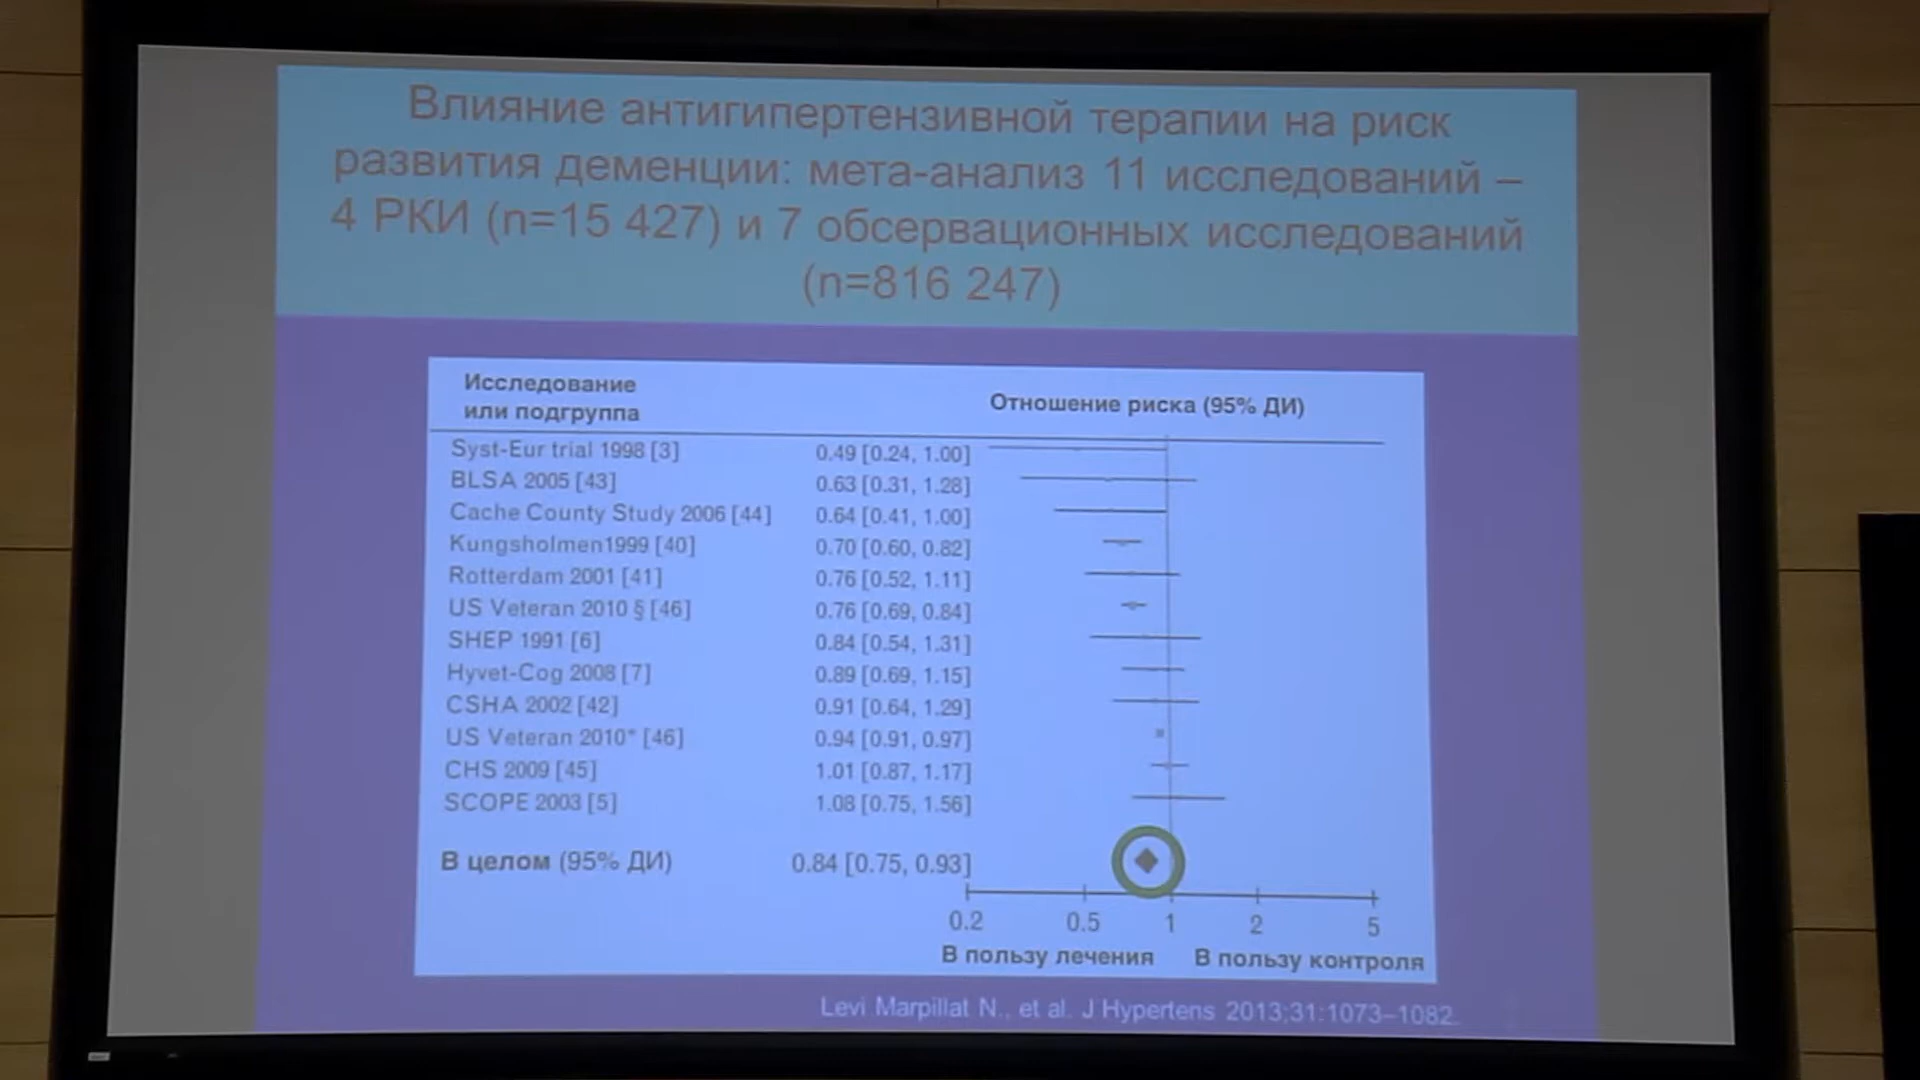 Влияние антигипертензивной терапии на риск
развития деменции: мета-анализ 11 исследований –
4 РКИ (n=15 427) и 7 обсервационных исследований
(n=816 247)
Исследование
или подгруппа
Отношение риска (95% ДИ)
Syst-Eur trial 1998 [3] 0.49 [0.24, 1.00]
BLSA 2005 [43] 0.63 [0.31, 1.28]
Cache County Study 2006 [44] 0.64 [0.41, 1.00]
Kungsholmen1999 [40] 0.70 [0.60, 0.82]
Rotterdam 2001 [41] 0.76 [0.52, 1.11]
US Veteran 2010 § [46] 0.76 [0.69, 0.84]
SHEP 1991 [6] 0.84 [0.54, 1.31]
Hyvet-Cog 2008 [7] 0.89 [0.69, 1.15]
CSHA 2002 [42] 0.91 [0.64, 1.29]
US Veteran 2010* [46] 0.94 [0.91, 0.97]
CHS 2009 [45] 1.01 [0.87, 1.17]
SCOPE 2003 [5] 1.08 [0.75, 1.56]
В целом (95% ДИ) 0.84 [0.75, 0.93]
0.2 0.5 1 2 5
В пользу лечения В пользу контроля
Levi Marpillat N., et al. J Hypertens 2013;31:1073–1082.